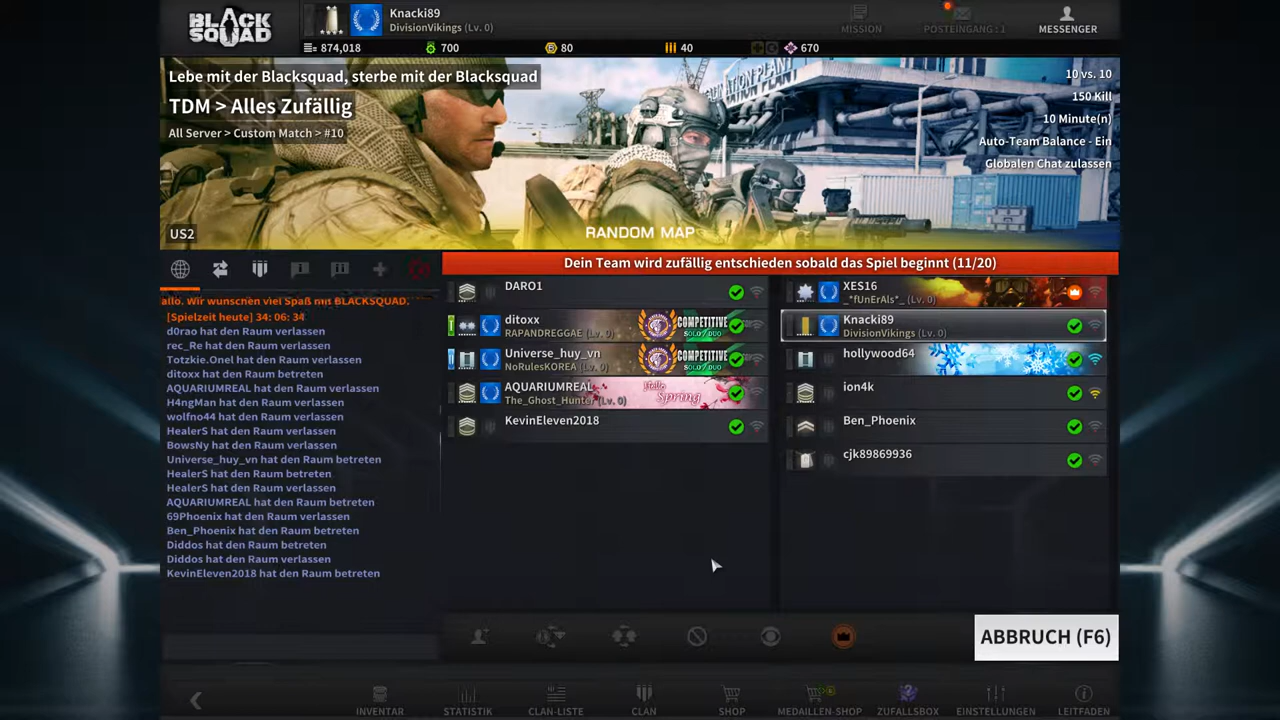 BLACK SQUAD
Knacki89
DivisionVikings (Lv. 0)
MISSION
POSTEINGANG : 1
MESSENGER
874,018
700
80
40
670
Lebe mit der Blacksquad, sterbe mit der Blacksquad
TDM > Alles Zufällig
All Server > Custom Match > #10
10 vs. 10
150 Kill
10 Minute(n)
Auto-Team Balance - Ein
Globalen Chat zulassen
US2
RANDOM MAP
Dein Team wird zufällig entschieden sobald das Spiel beginnt (11/20)
allo. Wir wünschen viel Spaß mit BLACKSQUAD.
[Spielzeit heute] 34: 06: 34
d0rao hat den Raum verlassen
rec_Re hat den Raum verlassen
Totzkie.Onel hat den Raum verlassen
ditoxx hat den Raum betreten
AQUARIUMREAL hat den Raum verlassen
H4ngMan hat den Raum verlassen
wolfno44 hat den Raum verlassen
HealerS hat den Raum verlassen
BowsNy hat den Raum verlassen
Universe_huy_vn hat den Raum betreten
HealerS hat den Raum betreten
HealerS hat den Raum verlassen
AQUARIUMREAL hat den Raum betreten
69Phoenix hat den Raum verlassen
Ben_Phoenix hat den Raum betreten
Diddos hat den Raum betreten
Diddos hat den Raum verlassen
KevinEleven2018 hat den Raum betreten
DARO1
ditoxx
RAPANDREGGAE (Lv. 0)
COMPETITIVE
SOLO / DUO
Universe_huy_vn
NoRulesKOREA (Lv. 0)
COMPETITIVE
SOLO / DUO
AQUARIUMREAL
The_Ghost_Hunter (Lv. 0)
Hello
Spring
KevinEleven2018
XES16
_*fUnErAls*_ (Lv. 0)
Knacki89
DivisionVikings (Lv. 0)
hollywood64
ion4k
Ben_Phoenix
cjk89869936
ABBRUCH (F6)
INVENTAR
STATISTIK
CLAN-LISTE
CLAN
SHOP
MEDAILLEN-SHOP
ZUFALLSBOX
EINSTELLUNGEN
LEITFADEN